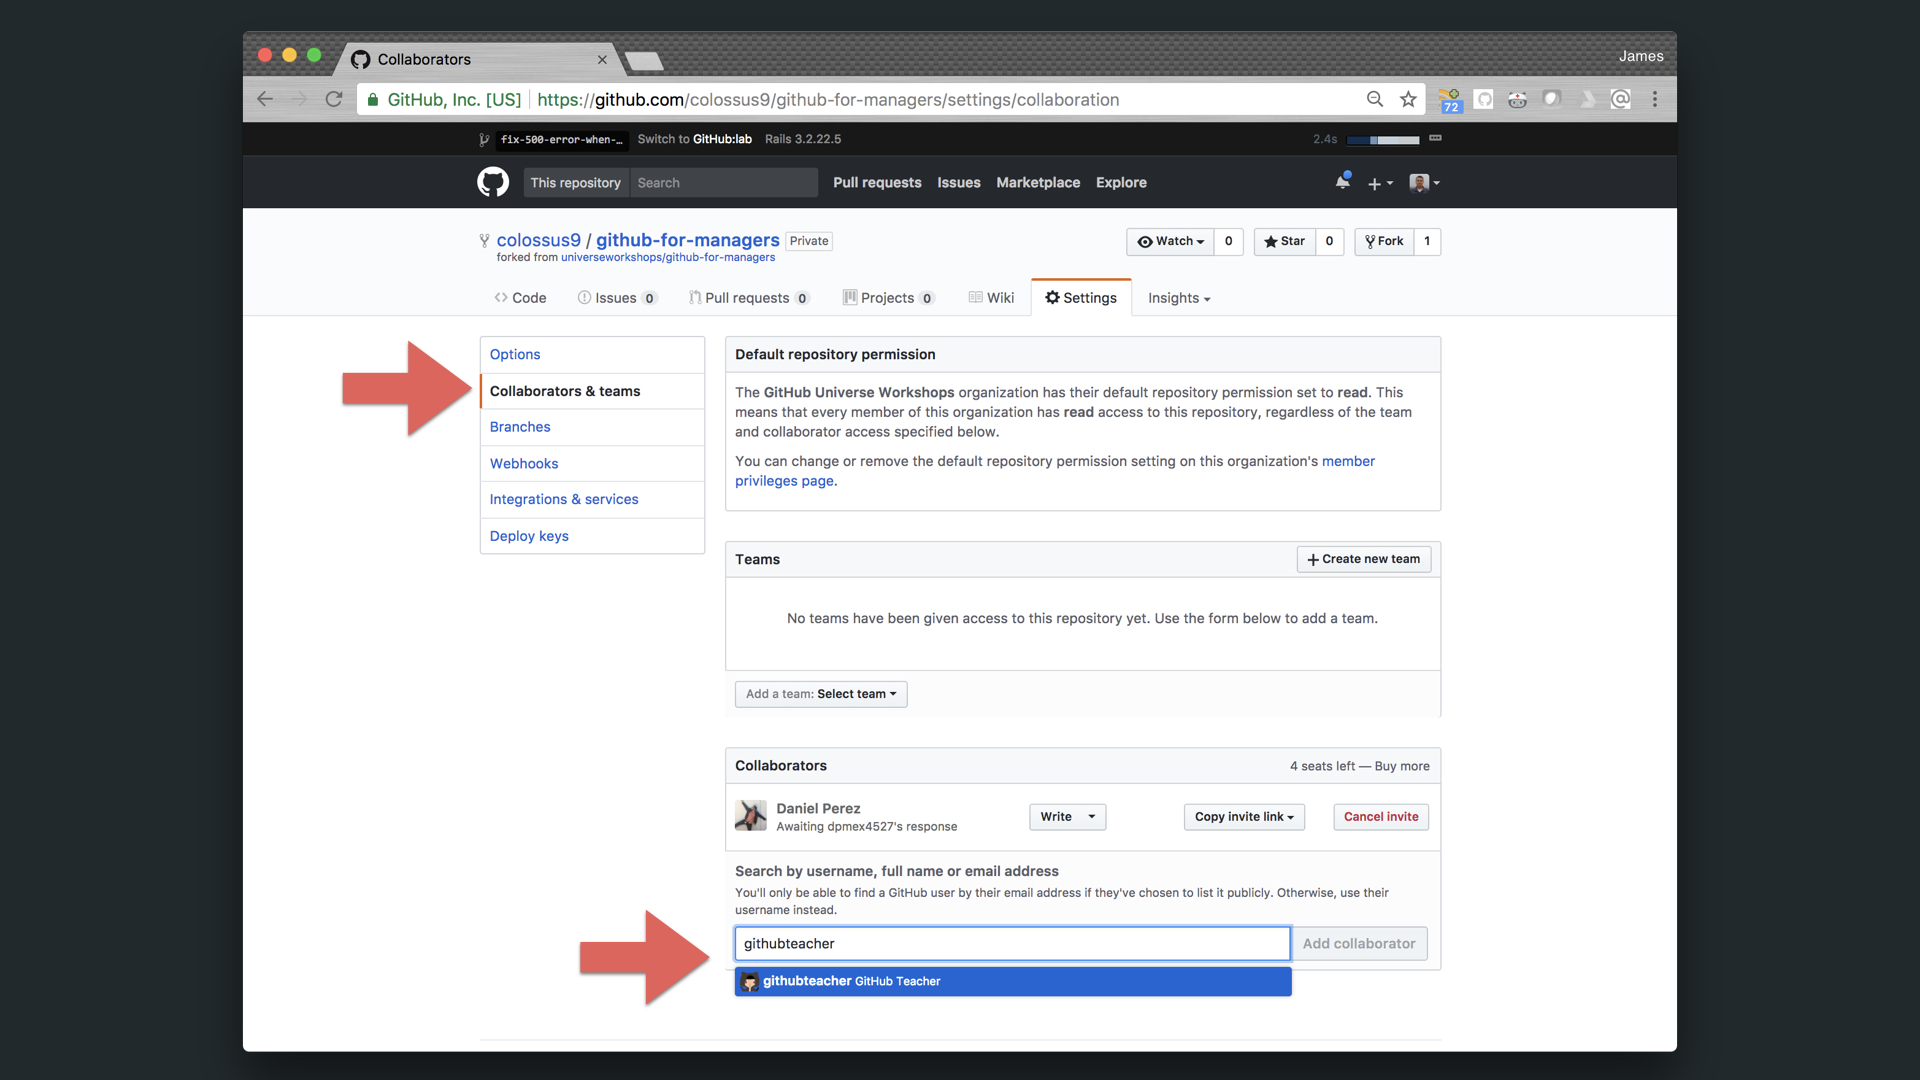 Collaborators
James
GitHub, Inc. [US]
https://github.com/colossus9/github-for-managers/settings/collaboration
72
fix-500-error-when-…
Switch to GitHub:lab
Rails 3.2.22.5
2.4s
This repository
Search
Pull requests
Issues
Marketplace
Explore
colossus9 / github-for-managers
Private
Watch
0
Star
0
Fork
1
forked from universeworkshops/github-for-managers
Code
Issues 0
Pull requests 0
Projects 0
Wiki
Settings
Insights
Options
Collaborators & teams
Branches
Webhooks
Integrations & services
Deploy keys
Default repository permission
The GitHub Universe Workshops organization has their default repository permission set to read. This
means that every member of this organization has read access to this repository, regardless of the team
and collaborator access specified below.
You can change or remove the default repository permission setting on this organization's member
privileges page.
Teams
Create new team
No teams have been given access to this repository yet. Use the form below to add a team.
Add a team: Select team
Collaborators
4 seats left — Buy more
Daniel Perez
Awaiting dpmex4527's response
Write
Copy invite link
Cancel invite
Search by username, full name or email address
You'll only be able to find a GitHub user by their email address if they've chosen to list it publicly. Otherwise, use their
username instead.
githubteacher
Add collaborator
githubteacher GitHub Teacher